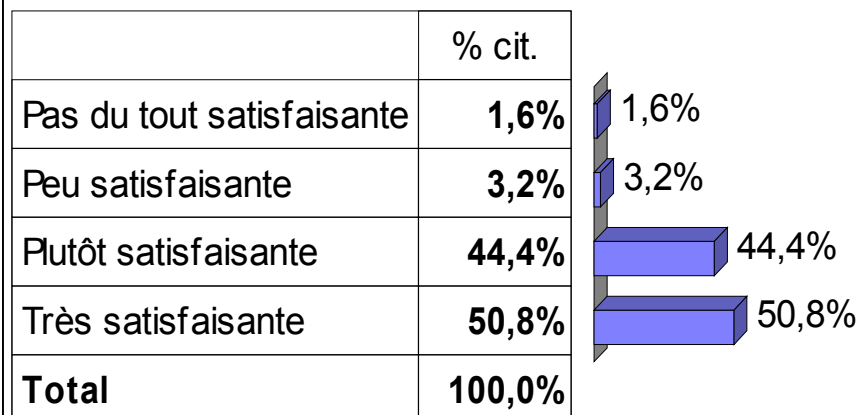 % cit.
Pas du tout satisfaisante 1,6% 1,6%
Peu satisfaisante 3,2% 3,2%
Plutôt satisfaisante 44,4% 44,4%
Très satisfaisante 50,8% 50,8%
Total 100,0%